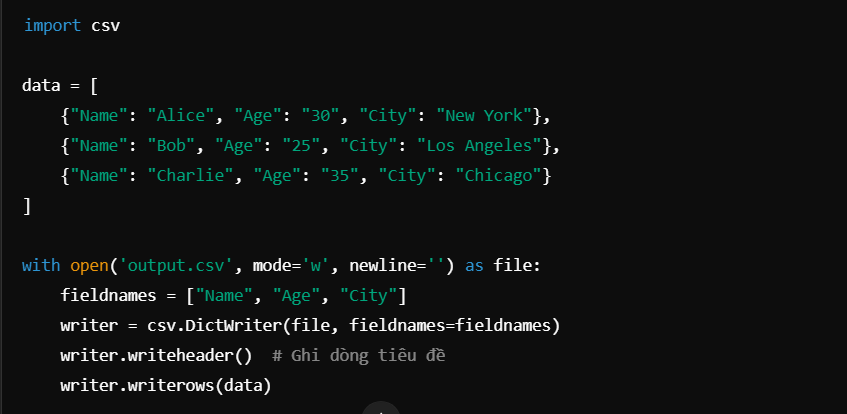 import csv
data = [
    {"Name": "Alice", "Age": "30", "City": "New York"},
    {"Name": "Bob", "Age": "25", "City": "Los Angeles"},
    {"Name": "Charlie", "Age": "35", "City": "Chicago"}
]
with open('output.csv', mode='w', newline='') as file:
    fieldnames = ["Name", "Age", "City"]
    writer = csv.DictWriter(file, fieldnames=fieldnames)
    writer.writeheader()  # Ghi dòng tiêu đề
    writer.writerows(data)